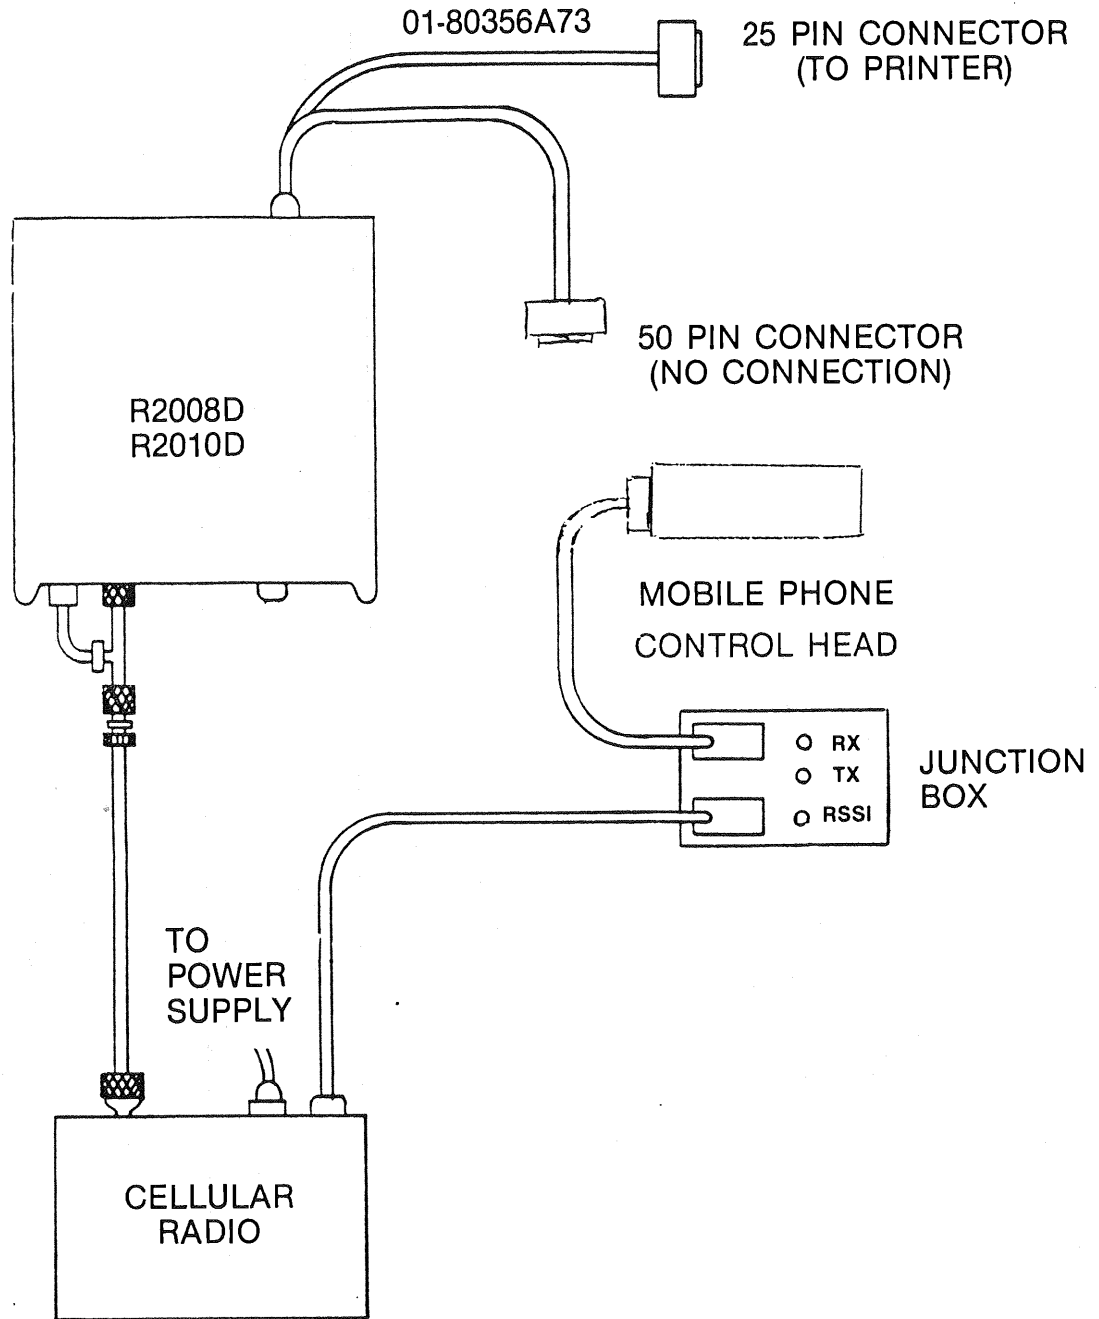 01-80356A73
25 PIN CONNECTOR
(TO PRINTER)
50 PIN CONNECTOR
(NO CONNECTION)
R2008D
R2010D
MOBILE PHONE
CONTROL HEAD
RX
TX
RSSI
JUNCTION
BOX
TO
POWER
SUPPLY
CELLULAR
RADIO